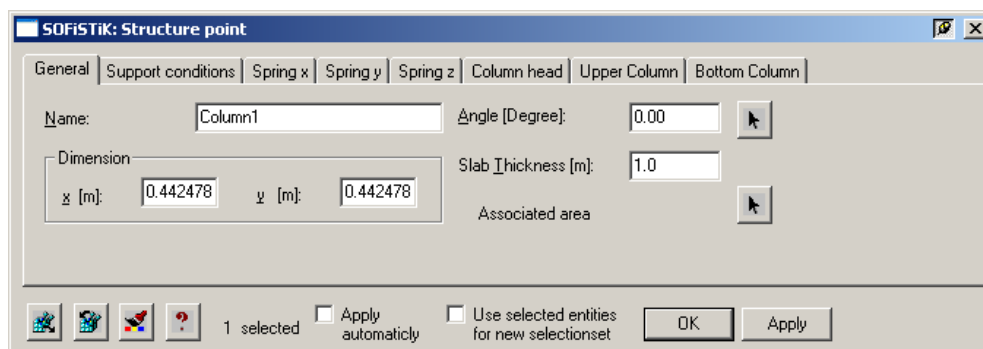 SOFiSTiK: Structure point
General Support conditions Spring x Spring y Spring z Column head Upper Column Bottom Column
Name: Column1 Angle [Degree]: 0.00
Dimension Slab Thickness [m]: 1.0
x [m]: 0.442478 y [m]: 0.442478
Associated area
1 selected Apply automaticly Use selected entities for new selectionset OK Apply